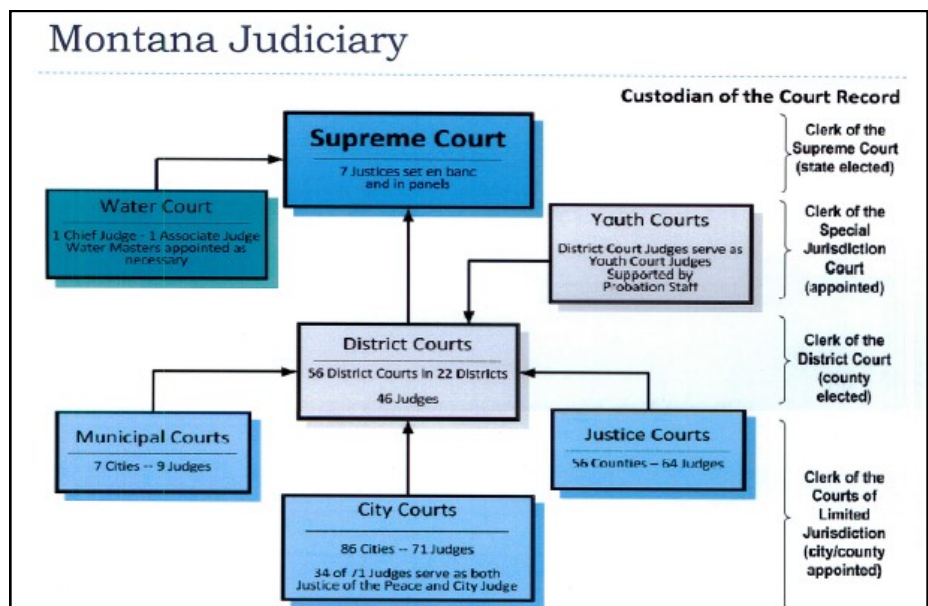 Montana Judiciary
Custodian of the Court Record
Supreme Court
7 Justices set en banc
and in panels
Clerk of the
Supreme Court
(state elected)
Water Court
1 Chief Judge - 1 Associate Judge
Water Masters appointed as
necessary
Youth Courts
District Court Judges serve as
Youth Court Judges
Supported by
Probation Staff
Clerk of the
Special
Jurisdiction
Court
(appointed)
District Courts
56 District Courts in 22 Districts
46 Judges
Clerk of the
District Court
(county
elected)
Municipal Courts
7 Cities -- 9 Judges
Justice Courts
56 Counties -- 64 Judges
City Courts
86 Cities -- 71 Judges
34 of 71 Judges serve as both
Justice of the Peace and City Judge
Clerk of the
Courts of
Limited
Jurisdiction
(city/county
appointed)